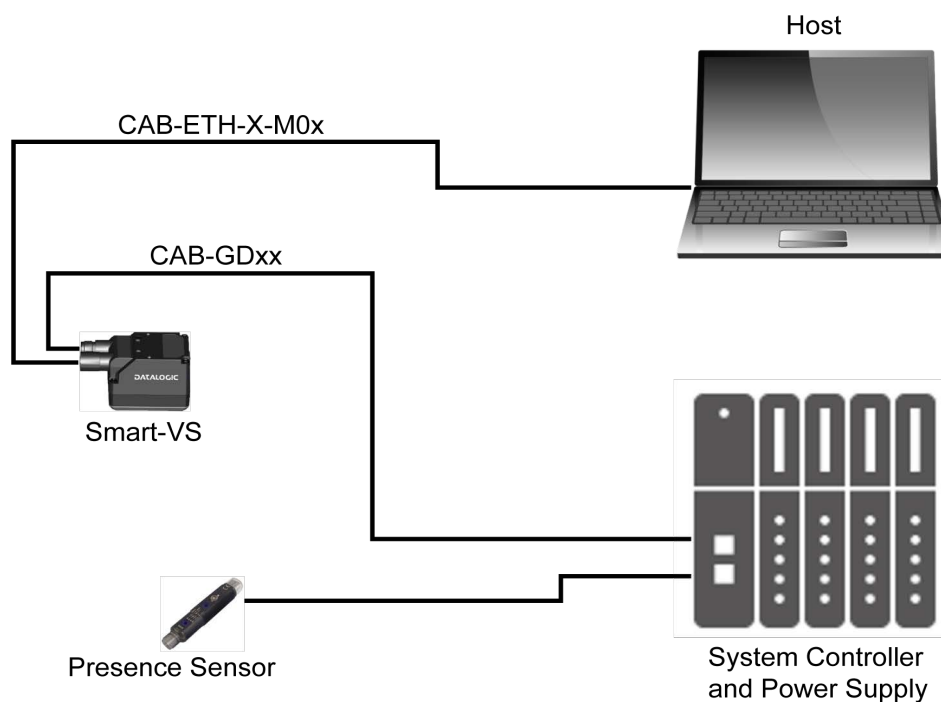 Host
CAB-ETH-X-M0x
CAB-GDxx
DATALOGIC
Smart-VS
Presence Sensor
System Controller
and Power Supply